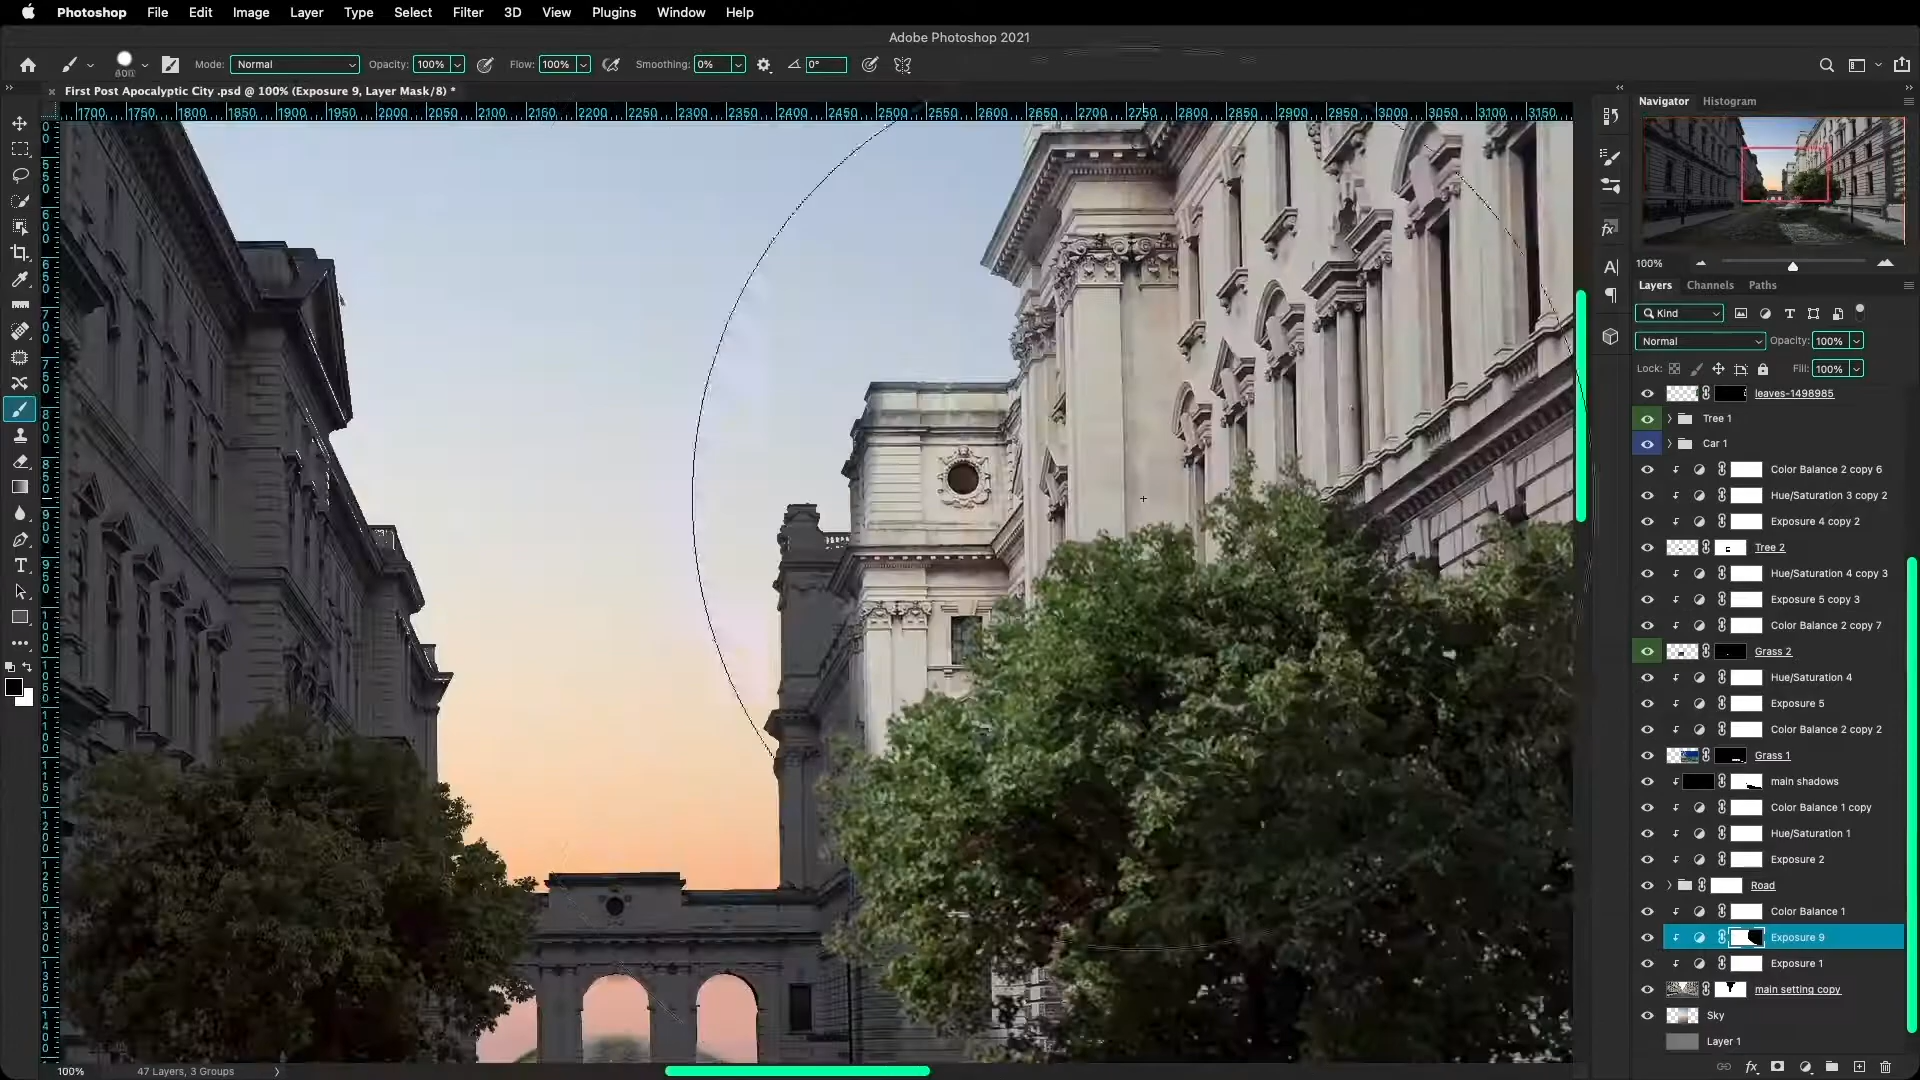 Photoshop File Edit Image Layer Type Select Filter 3D View Plugins Window Help
Adobe Photoshop 2021
600 Mode: Normal Opacity: 100% Flow: 100% Smoothing: 0% 0°
First Post Apocalyptic City .psd @ 100% (Exposure 9, Layer Mask/8) *
1700 1750 1800 1850 1900 1950 2000 2050 2100 2150 2200 2250 2300 2350 2400 2450 2500 2550 2600 2650 2700 2750 2800 2850 2900 2950 3000 3050 3100 3150
Navigator Histogram
100%
Layers Channels Paths
Kind
Normal Opacity: 100%
Lock: Fill: 100%
leaves-1498985
Tree 1
Car 1
Color Balance 2 copy 6
Hue/Saturation 3 copy 2
Exposure 4 copy 2
Tree 2
Hue/Saturation 4 copy 3
Exposure 5 copy 3
Color Balance 2 copy 7
Grass 2
Hue/Saturation 4
Exposure 5
Color Balance 2 copy 2
Grass 1
main shadows
Color Balance 1 copy
Hue/Saturation 1
Exposure 2
Road
Color Balance 1
Exposure 9
Exposure 1
main setting copy
Sky
Layer 1
100% 47 Layers, 3 Groups